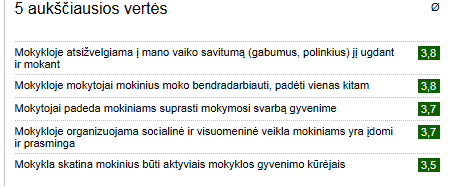 5 aukščiausios vertės Ø
Mokykloje atsižvelgiama į mano vaiko savitumą (gabumus, polinkius) jį ugdant 3,8
ir mokant
Mokykloje mokytojai mokinius moko bendradarbiauti, padėti vienas kitam 3,8
Mokytojai padeda mokiniams suprasti mokymosi svarbą gyvenime 3,7
Mokykloje organizuojama socialinė ir visuomeninė veikla mokiniams yra įdomi 3,7
ir prasminga
Mokykla skatina mokinius būti aktyviais mokyklos gyvenimo kūrėjais 3,5